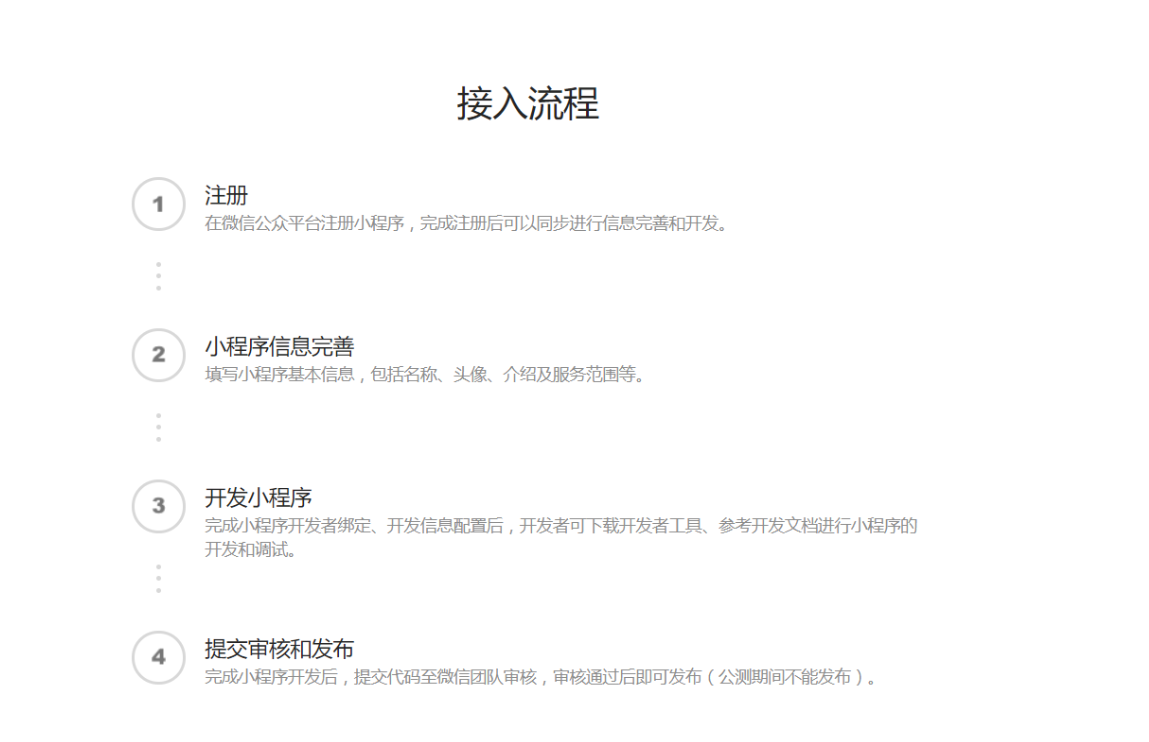 接入流程
1
注册
在微信公众平台注册小程序，完成注册后可以同步进行信息完善和开发。
2
小程序信息完善
填写小程序基本信息，包括名称、头像、介绍及服务范围等。
3
开发小程序
完成小程序开发者绑定、开发信息配置后，开发者可下载开发者工具、参考开发文档进行小程序的
开发和调试。
4
提交审核和发布
完成小程序开发后，提交代码至微信团队审核，审核通过后即可发布（公测期间不能发布）。